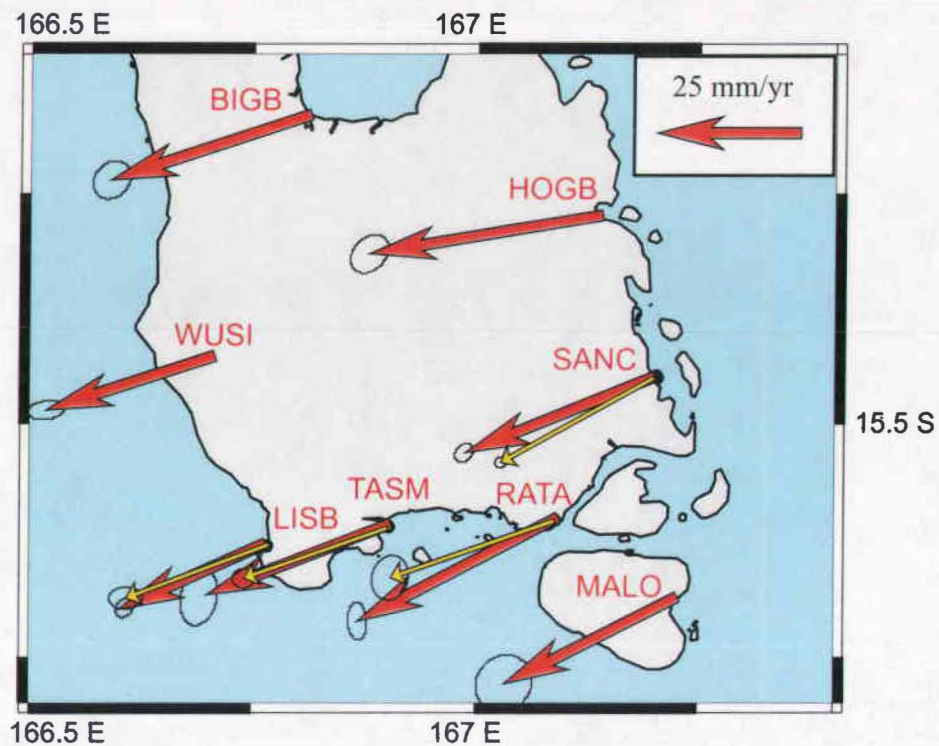 166.5 E 167 E
25 mm/yr
BIGB
HOGB
WUSI
SANC
15.5 S
TASM
RATA
LISB
MALO
166.5 E 167 E